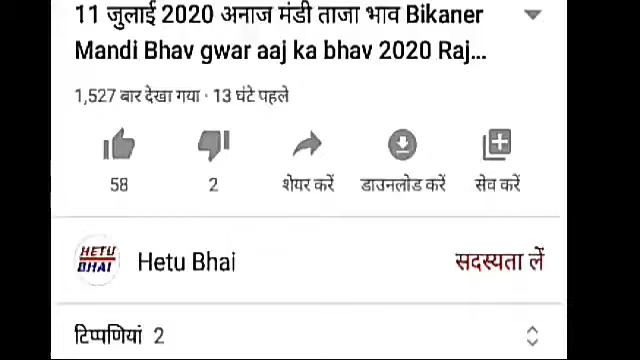 11 जुलाई 2020 अनाज मंडी ताजा भाव Bikaner
Mandi Bhav gwar aaj ka bhav 2020 Raj...
1,527 बार देखा गया · 13 घंटे पहले
58 2 शेयर करें डाउनलोड करें सेव करें
HETU
BHAI
Hetu Bhai सदस्यता लें
टिप्पणियां 2